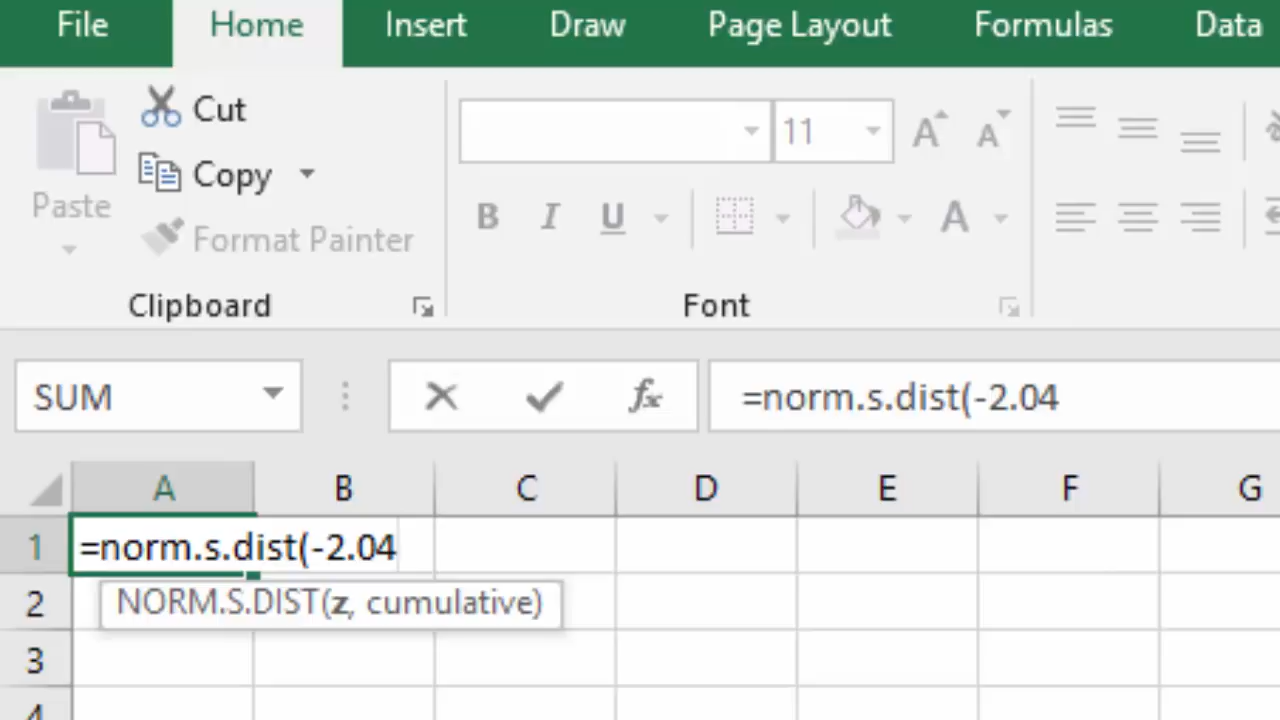 File Home Insert Draw Page Layout Formulas Data
Cut
Copy
Paste
Format Painter
Clipboard
11
A A
B I U A
Font
SUM fx =norm.s.dist(-2.04
A B C D E F G
1 =norm.s.dist(-2.04
NORM.S.DIST(z, cumulative)
2
3
4